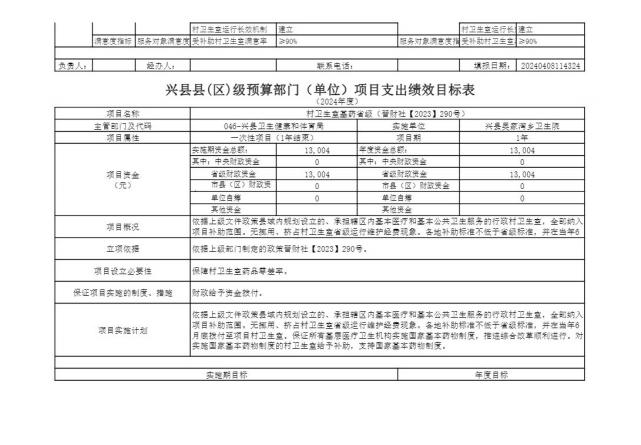 村卫生室运行长效机制 建立 村卫生室运行长 建立
满意度指标 服务对象满意度 受补助村卫生室满意率 ≥90% 服务对象满意度指 受补助村卫生室 ≥90%
负责人： 经办人： 联系电话： 填报日期： 20240408114324
兴县县(区)级预算部门（单位）项目支出绩效目标表
（2024年度）
项目名称 村卫生室基药省级（晋财社【2023】290号）
主管部门及代码 046-兴县卫生健康和体育局 实施单位 兴县奥家湾乡卫生院
项目属性 一次性项目（1年结束） 项目期 1年
项目资金（元） 实施期资金总额： 13,004 年度资金总额： 13,004
其中：中央财政资金 0 其中：中央财政资金 0
省级财政资金 13,004 省级财政资金 13,004
市县（区）财政资 0 市县（区）财政资 0
单位自筹 0 单位自筹 0
其他资金 其他资金
项目概况 依据上级文件政策县域内规划设立的、承担辖区内基本医疗和基本公共卫生服务的行政村卫生室，全部纳入
项目补助范围。无挪用、挤占村卫生室省级运行维护经费现象。各地补助标准不低于省级标准，并在当年6
立项依据 依据上级部门制定的政策晋财社【2023】290号。
项目设立必要性 保障村卫生室药品零差率。
保证项目实施的制度、措施 财政给予资金拨付。
项目实施计划 依据上级文件政策县域内规划设立的、承担辖区内基本医疗和基本公共卫生服务的行政村卫生室，全部纳入
项目补助范围，无挪用、挤占村卫生室省级运行维护经费现象。各地补助标准不低于省级标准，并在当年6
月底拨付至项目村卫生室。保证所有基层医疗卫生机构实施国家基本药物制度，推进综合改革顺利进行。对
实施国家基本药物制度的村卫生室给予补助，支持国家基本药物制度。
实施期目标 年度目标